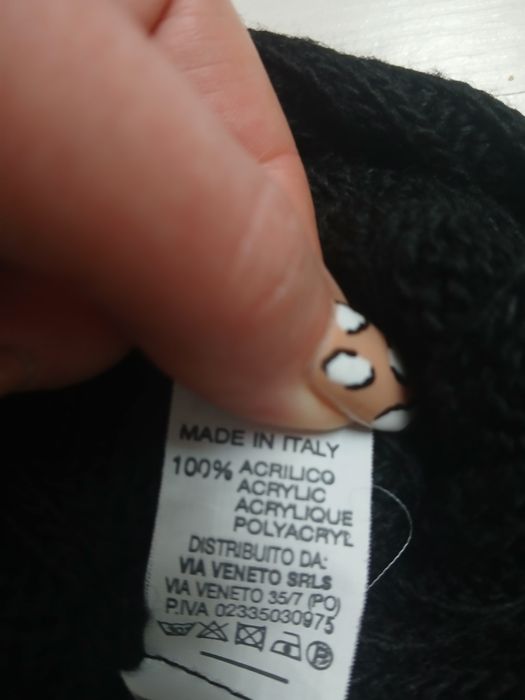 MADE IN ITALY
100% ACRILICO
ACRYLIC
ACRYLIQUE
POLYACRYL
DISTRIBUITO DA:
VIA VENETO SRLS
VIA VENETO 35/7 (PO)
P.IVA 02335030975
P